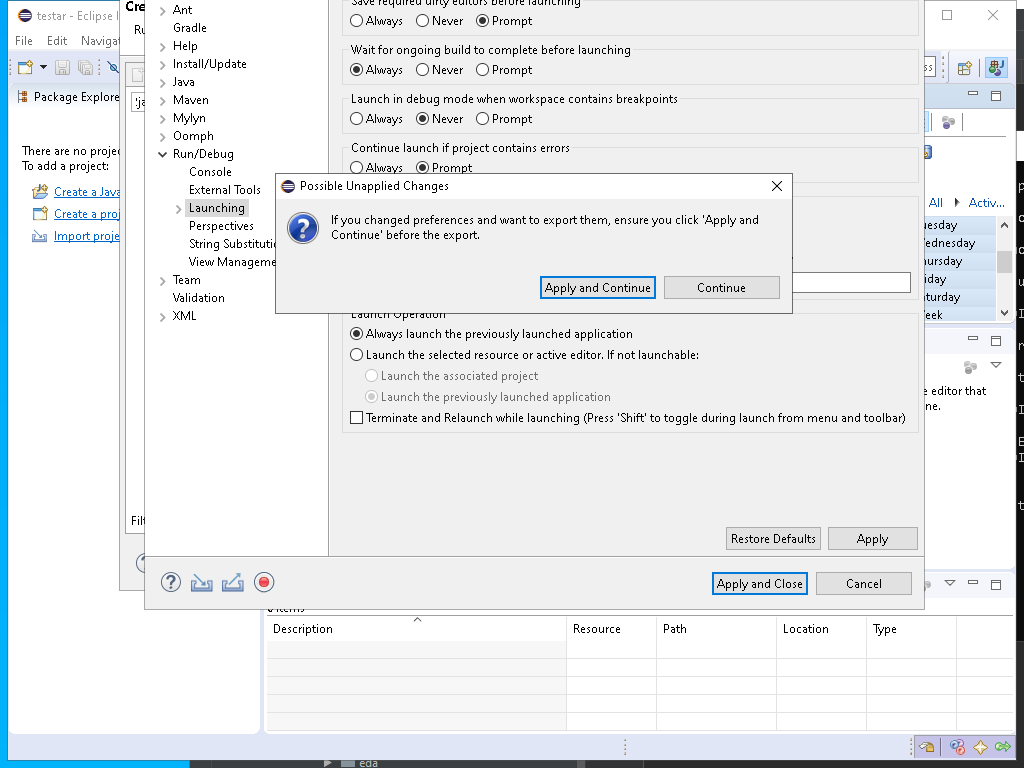 testar - Eclipse I
File Edit Navigat
Package Explore
There are no projec
To add a project:
Create a Java
Create a proj
Import proje
Cre
Ru
Filt
Ant
Gradle
Help
Install/Update
Java
Maven
Mylyn
Oomph
Run/Debug
Console
External Tools
Launching
Perspectives
String Substitutio
View Manageme
Team
Validation
XML
Save required dirty editors before launching
Always Never Prompt
Wait for ongoing build to complete before launching
Always Never Prompt
Launch in debug mode when workspace contains breakpoints
Always Never Prompt
Continue launch if project contains errors
Always Prompt
Possible Unapplied Changes
If you changed preferences and want to export them, ensure you click 'Apply and
Continue' before the export.
Apply and Continue Continue
Launch Operation
Always launch the previously launched application
Launch the selected resource or active editor. If not launchable:
Launch the associated project
Launch the previously launched application
Terminate and Relaunch while launching (Press 'Shift' to toggle during launch from menu and toolbar)
Restore Defaults Apply
Apply and Close Cancel
All Activ...
uesday
ednesday
hursday
iday
aturday
eek
e editor that
ne.
Description Resource Path Location Type
eda